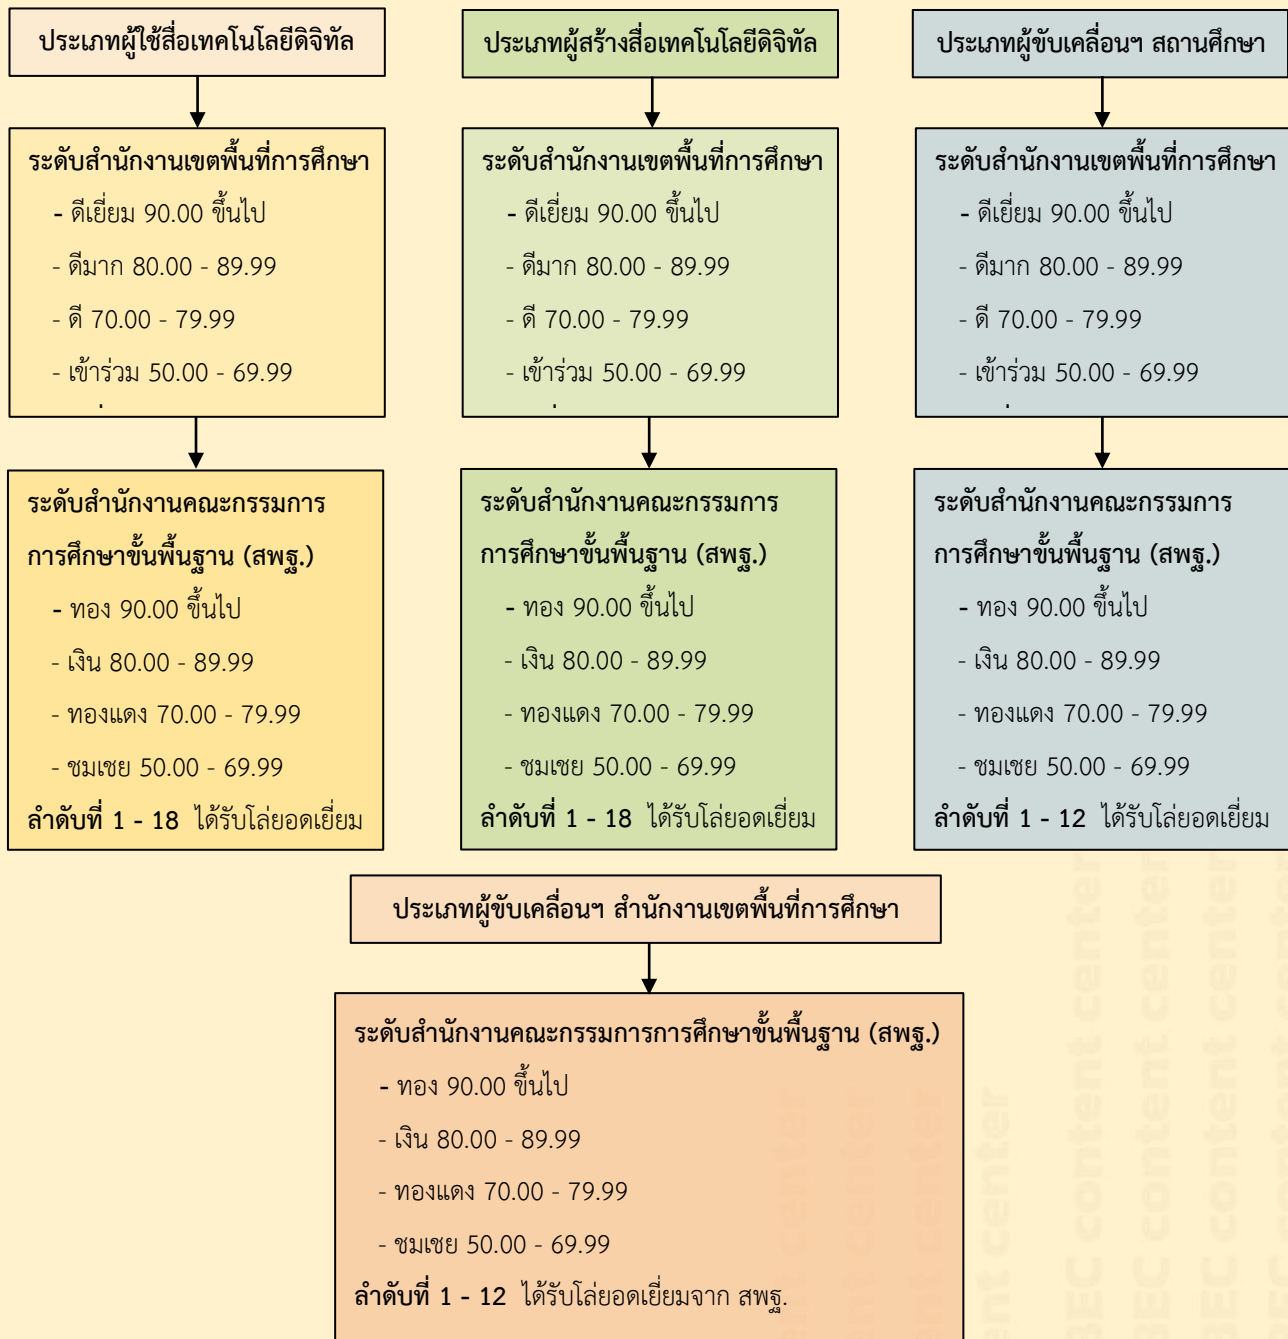 ประเภทผู้ใช้สื่อเทคโนโลยีดิจิทัล
ระดับสำนักงานเขตพื้นที่การศึกษา
- ดีเยี่ยม 90.00 ขึ้นไป
- ดีมาก 80.00 - 89.99
- ดี 70.00 - 79.99
- เข้าร่วม 50.00 - 69.99
ระดับสำนักงานคณะกรรมการ
การศึกษาขั้นพื้นฐาน (สพฐ.)
- ทอง 90.00 ขึ้นไป
- เงิน 80.00 - 89.99
- ทองแดง 70.00 - 79.99
- ชมเชย 50.00 - 69.99
ลำดับที่ 1 - 18 ได้รับโล่ยอดเยี่ยม
ประเภทผู้สร้างสื่อเทคโนโลยีดิจิทัล
ระดับสำนักงานเขตพื้นที่การศึกษา
- ดีเยี่ยม 90.00 ขึ้นไป
- ดีมาก 80.00 - 89.99
- ดี 70.00 - 79.99
- เข้าร่วม 50.00 - 69.99
ระดับสำนักงานคณะกรรมการ
การศึกษาขั้นพื้นฐาน (สพฐ.)
- ทอง 90.00 ขึ้นไป
- เงิน 80.00 - 89.99
- ทองแดง 70.00 - 79.99
- ชมเชย 50.00 - 69.99
ลำดับที่ 1 - 18 ได้รับโล่ยอดเยี่ยม
ประเภทผู้ขับเคลื่อนฯ สถานศึกษา
ระดับสำนักงานเขตพื้นที่การศึกษา
- ดีเยี่ยม 90.00 ขึ้นไป
- ดีมาก 80.00 - 89.99
- ดี 70.00 - 79.99
- เข้าร่วม 50.00 - 69.99
ระดับสำนักงานคณะกรรมการ
การศึกษาขั้นพื้นฐาน (สพฐ.)
- ทอง 90.00 ขึ้นไป
- เงิน 80.00 - 89.99
- ทองแดง 70.00 - 79.99
- ชมเชย 50.00 - 69.99
ลำดับที่ 1 - 12 ได้รับโล่ยอดเยี่ยม
ประเภทผู้ขับเคลื่อนฯ สำนักงานเขตพื้นที่การศึกษา
ระดับสำนักงานคณะกรรมการการศึกษาขั้นพื้นฐาน (สพฐ.)
- ทอง 90.00 ขึ้นไป
- เงิน 80.00 - 89.99
- ทองแดง 70.00 - 79.99
- ชมเชย 50.00 - 69.99
ลำดับที่ 1 - 12 ได้รับโล่ยอดเยี่ยมจาก สพฐ.
center
center
center
content center
content center
content center
content center
content center